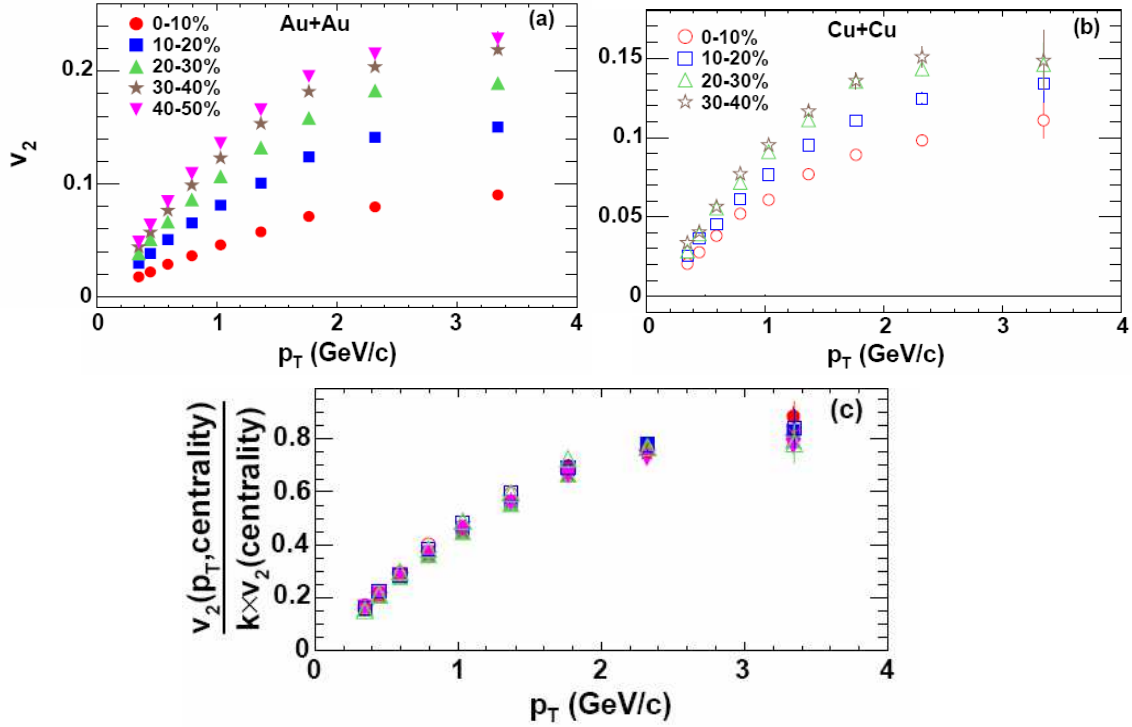 (a)
Au+Au
0-10%
10-20%
20-30%
30-40%
40-50%
v2
0.2
0.1
0
0 1 2 3 4
pT (GeV/c)
(b)
Cu+Cu
0-10%
10-20%
20-30%
30-40%
0.15
0.1
0.05
0
0 1 2 3 4
pT (GeV/c)
(c)
v2(pT,centrality)
k×v2(centrality)
0.8
0.6
0.4
0.2
0
0 1 2 3 4
pT (GeV/c)